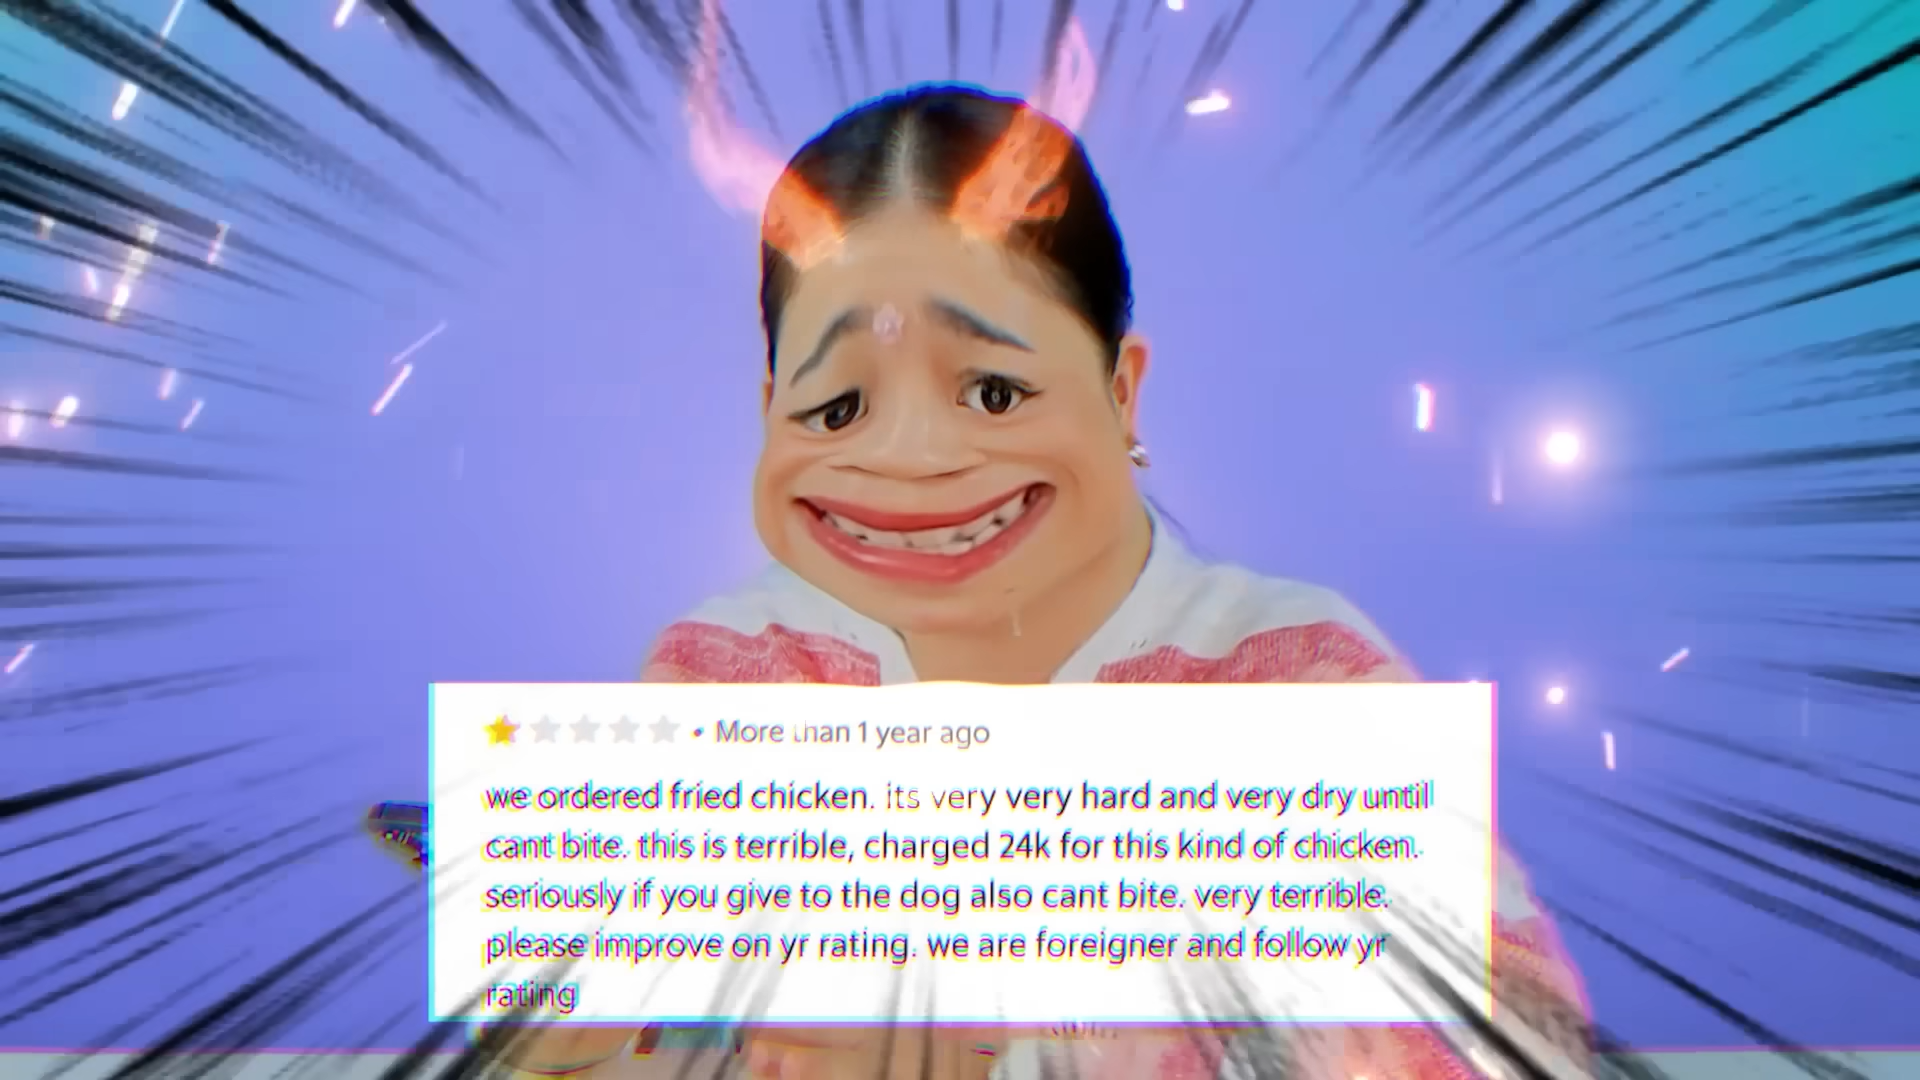 • More than 1 year ago
we ordered fried chicken. its very very hard and very dry until
cant bite. this is terrible, charged 24k for this kind of chicken.
seriously if you give to the dog also cant bite. very terrible.
please improve on yr rating. we are foreigner and follow yr
rating